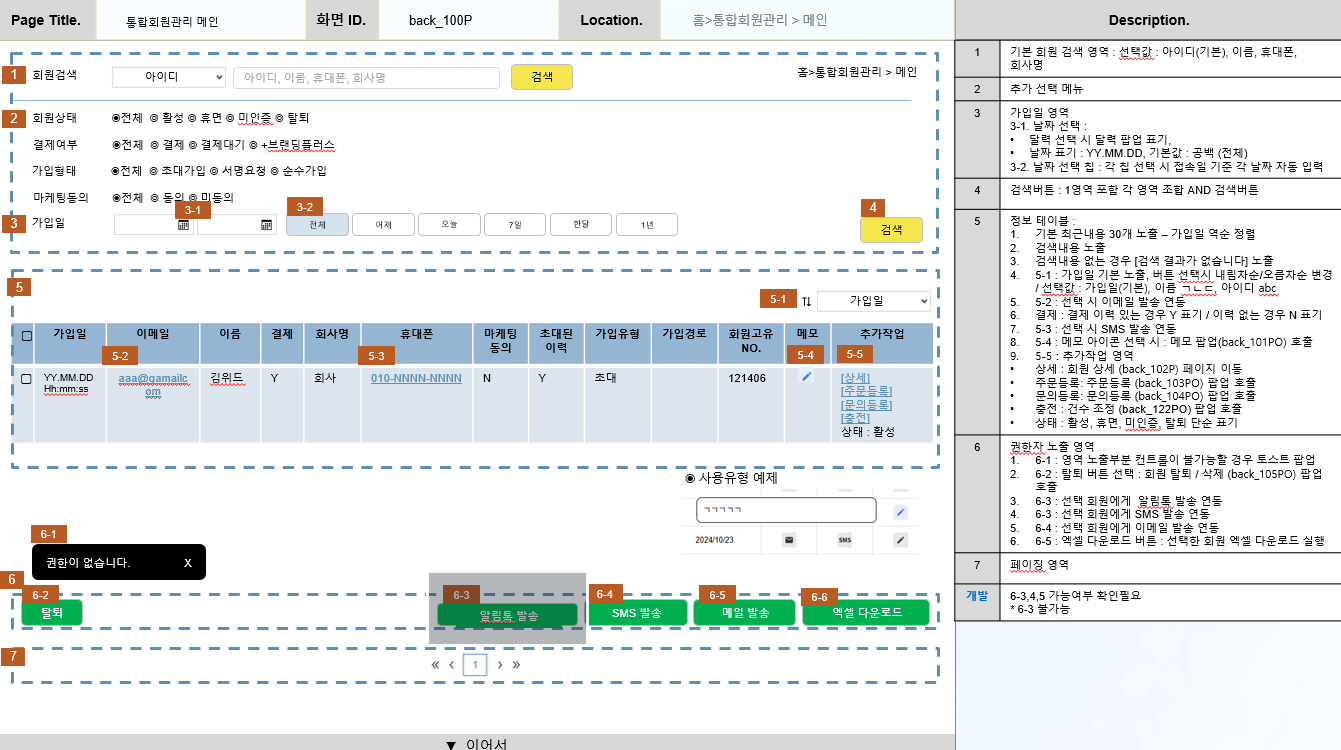 Page Title.
통합회원관리 메인
화면 ID.
back_100P
Location.
홈>통합회원관리 > 메인
Description.
1
회원검색
아이디
아이디, 이름, 휴대폰, 회사명
검색
홈>통합회원관리 > 메인
2
회원상태
◉전체 ◎ 활성 ◎ 휴면 ◎ 미인증 ◎ 탈퇴
결제여부
◉전체 ◎ 결제 ◎ 결제대기 ◎ +브랜딩플러스
가입형태
◉전체 ◎ 초대가입 ◎ 서명요청 ◎ 순수가입
마케팅동의
◉전체 ◎ 동의 ◎ 미동의
3-1
3-2
3
가입일
전체
어제
오늘
7일
한달
1년
4
검색
5
5-1
가입일
가입일
이메일
이름
결제
회사명
휴대폰
마케팅
동의
초대된
이력
가입유형
가입경로
회원고유
NO.
메모
추가작업
5-2
5-3
5-4
5-5
YY.MM.DD
Hh:mm:ss
aaa@gamailc
om
김위드
Y
회사
010-NNNN-NNNN
N
Y
초대
121406
[상세]
[주문등록]
[문의등록]
[충전]
상태 : 활성
◉ 사용유형 예제
ㄱㄱㄱㄱㄱ
2024/10/23
SMS
6-1
권한이 없습니다.
X
6
6-2
탈퇴
6-3
알림톡 발송
6-4
SMS 발송
6-5
메일 발송
6-6
엑셀 다운로드
7
« ‹ 1 › »
▼ 이어서
1
기본 회원 검색 영역 : 선택값 : 아이디(기본), 이름, 휴대폰,
회사명
2
추가 선택 메뉴
3
가입일 영역
3-1. 날짜 선택 :
• 달력 선택 시 달력 팝업 표기,
• 날짜 표기 : YY.MM.DD, 기본값 : 공백 (전체)
3-2. 날짜 선택 칩 : 각 칩 선택 시 접속일 기준 각 날짜 자동 입력
4
검색버튼 : 1영역 포함 각 영역 조합 AND 검색버튼
5
정보 테이블 :
1. 기본 최근내용 30개 노출 – 가입일 역순 정렬
2. 검색내용 노출
3. 검색내용 없는 경우 [검색 결과가 없습니다] 노출
4. 5-1 : 가입일 기본 노출, 버튼 선택시 내림차순/오름차순 변경
/ 선택값 : 가입일(기본), 이름 ㄱㄴㄷ, 아이디 abc
5. 5-2 : 선택 시 이메일 발송 연동
6. 결제 : 결제 이력 있는 경우 Y 표기 / 이력 없는 경우 N 표기
7. 5-3 : 선택 시 SMS 발송 연동
8. 5-4 : 메모 아이콘 선택 시 : 메모 팝업(back_101PO) 호출
9. 5-5 : 추가작업 영역
• 상세 : 회원 상세 (back_102P) 페이지 이동
• 주문등록: 주문등록 (back_103PO) 팝업 호출
• 문의등록: 문의등록 (back_104PO) 팝업 호출
• 충전 : 건수 조정 (back_122PO) 팝업 호출
• 상태 : 활성, 휴면, 미인증, 탈퇴 단순 표기
6
권한자 노출 영역
1. 6-1 : 영역 노출부분 컨트롤이 불가능할 경우 토스트 팝업
2. 6-2 : 탈퇴 버튼 선택 : 회원 탈퇴 / 삭제 (back_105PO) 팝업
호출
3. 6-3 : 선택 회원에게 알림톡 발송 연동
4. 6-3 : 선택 회원에게 SMS 발송 연동
5. 6-4 : 선택 회원에게 이메일 발송 연동
6. 6-5 : 엑셀 다운로드 버튼 : 선택한 회원 엑셀 다운로드 실행
7
페이징 영역
개발
6-3,4,5 가능여부 확인필요
* 6-3 불가능